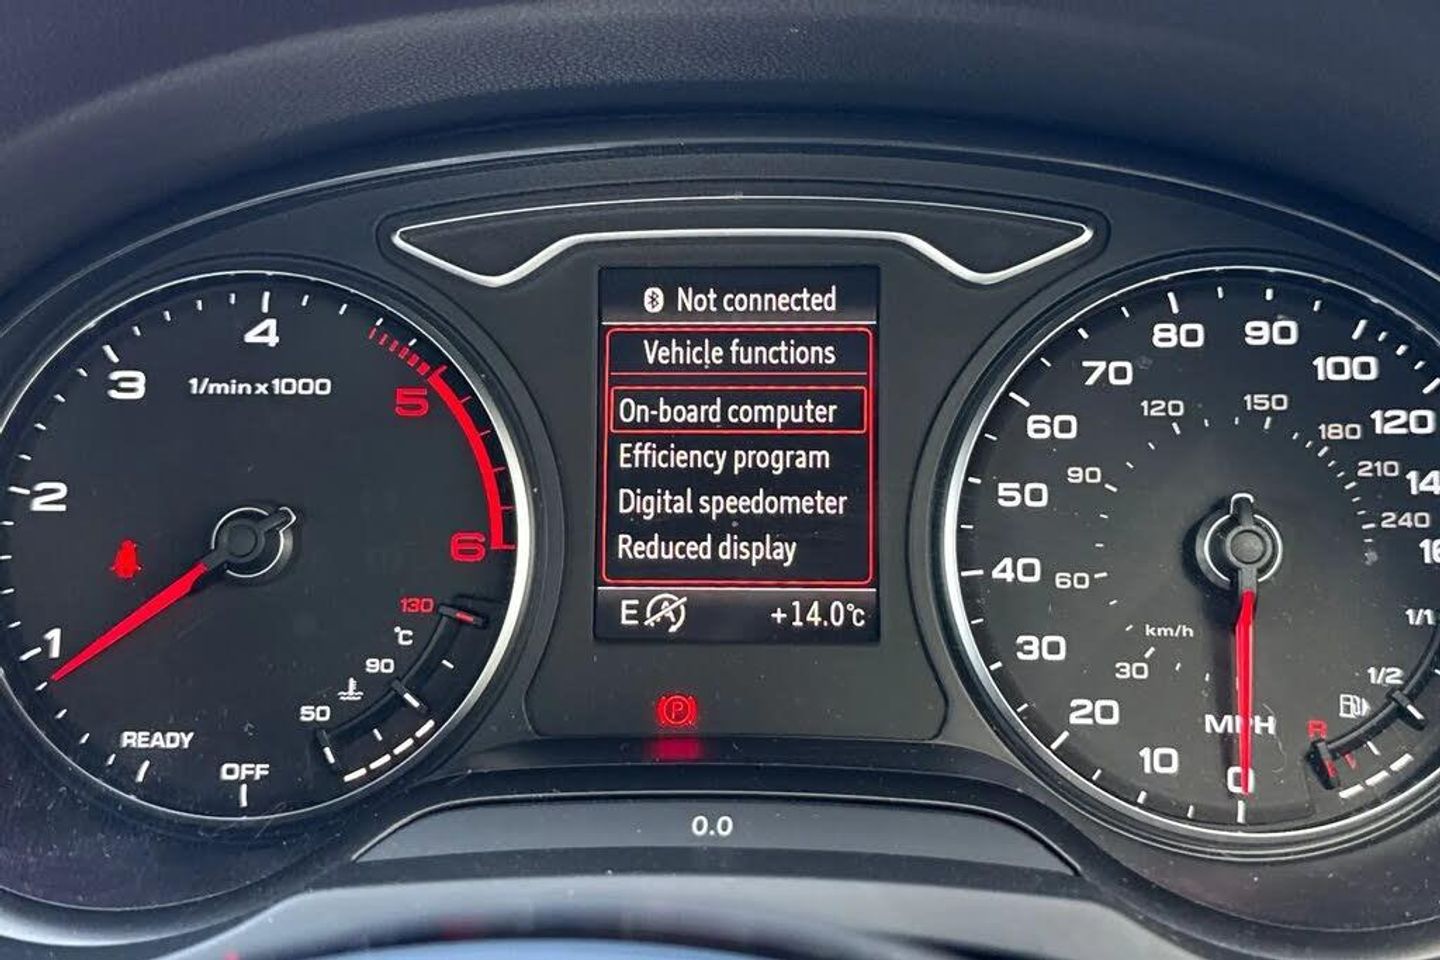 Not connected
Vehicle functions
On-board computer
Efficiency program
Digital speedometer
Reduced display
E +14.0°C
1/min x 1000
1
2
3
4
5
6
READY
OFF
50
90
130
°C
P
0.0
0
10
20
30
40
50
60
70
80
90
100
120
MPH
km/h
30
60
90
120
150
180
210
240
R
1/2
1/1